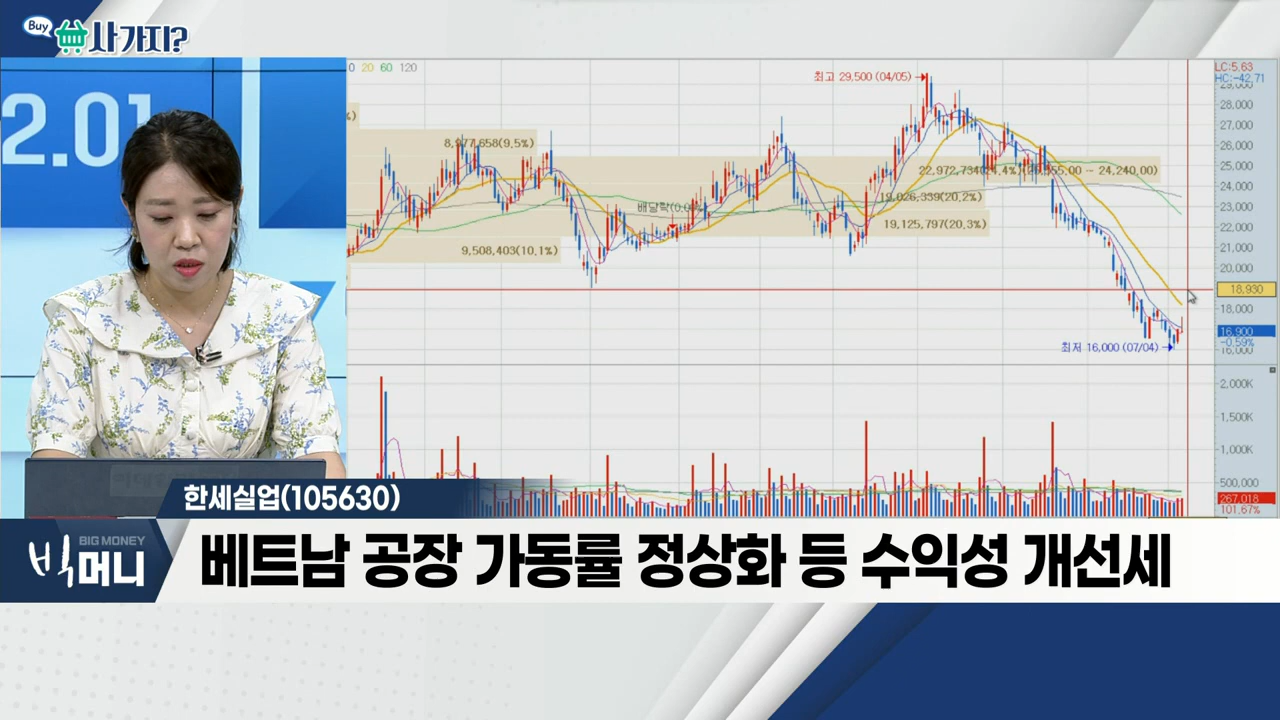 Buy
사가지?
2.01
0 20 60 120
LC:5.63
HC:-42.71
최고 29,500 (04/05)
29,000
28,000
27,000
8,977,658(9,5%)
26,000
25,000
24,000
배당락
23,000
19,026,339(20,2%)
19,125,797(20,3%)
22,000
9,508,403(10,1%)
21,000
20,000
18,930
18,000
16,900
-0.59%
최저 16,000 (07/04)
16,000
2,000K
1,500K
1,000K
500,000
267,018
101.67%
한세실업(105630)
BIG MONEY
빅머니
베트남 공장 가동률 정상화 등 수익성 개선세